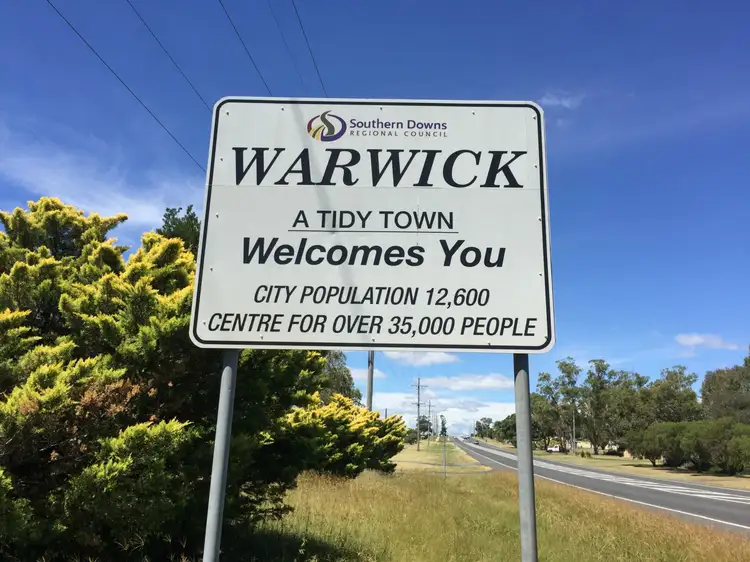 Southern Downs
REGIONAL COUNCIL
WARWICK
A TIDY TOWN
Welcomes You
CITY POPULATION 12,600
CENTRE FOR OVER 35,000 PEOPLE